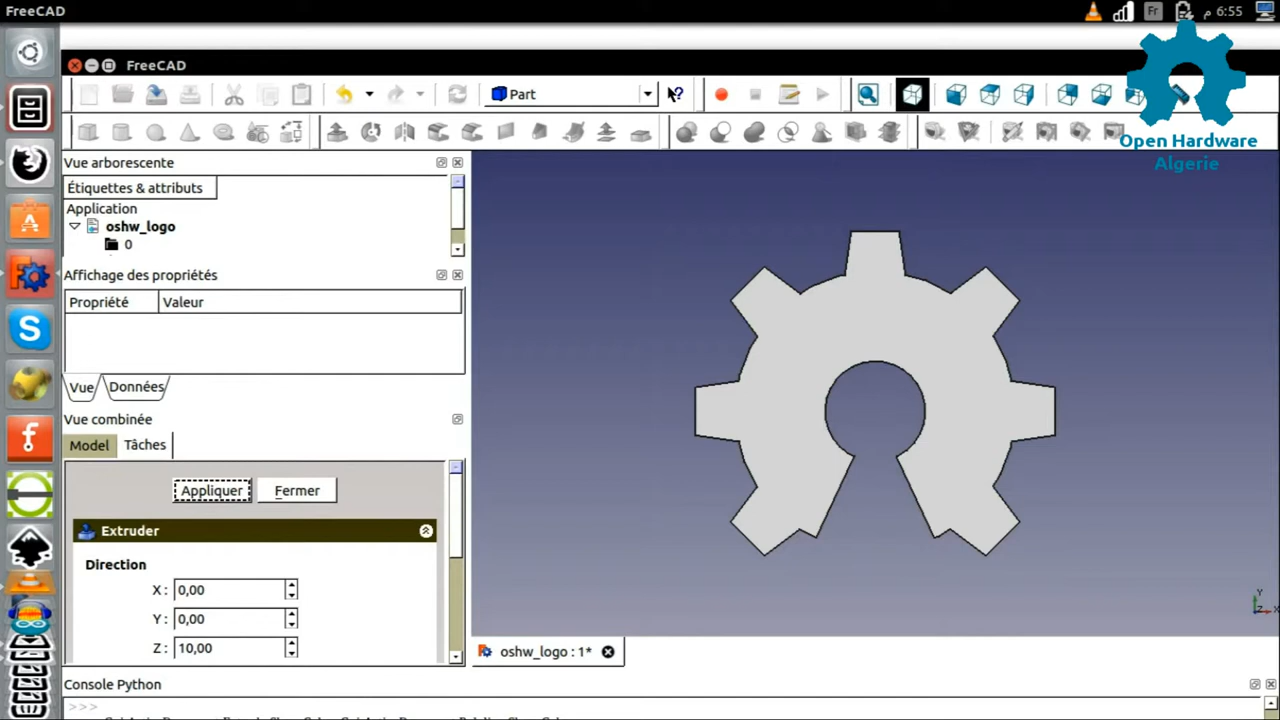 FreeCAD
Fr
6:55 م
FreeCAD
Part
Open Hardware
Algerie
Vue arborescente
Étiquettes & attributs
Application
oshw_logo
0
Affichage des propriétés
Propriété
Valeur
Vue
Données
Vue combinée
Model
Tâches
Appliquer
Fermer
Extruder
Direction
X :
0,00
Y :
0,00
Z :
10,00
oshw_logo : 1*
Console Python
>>>